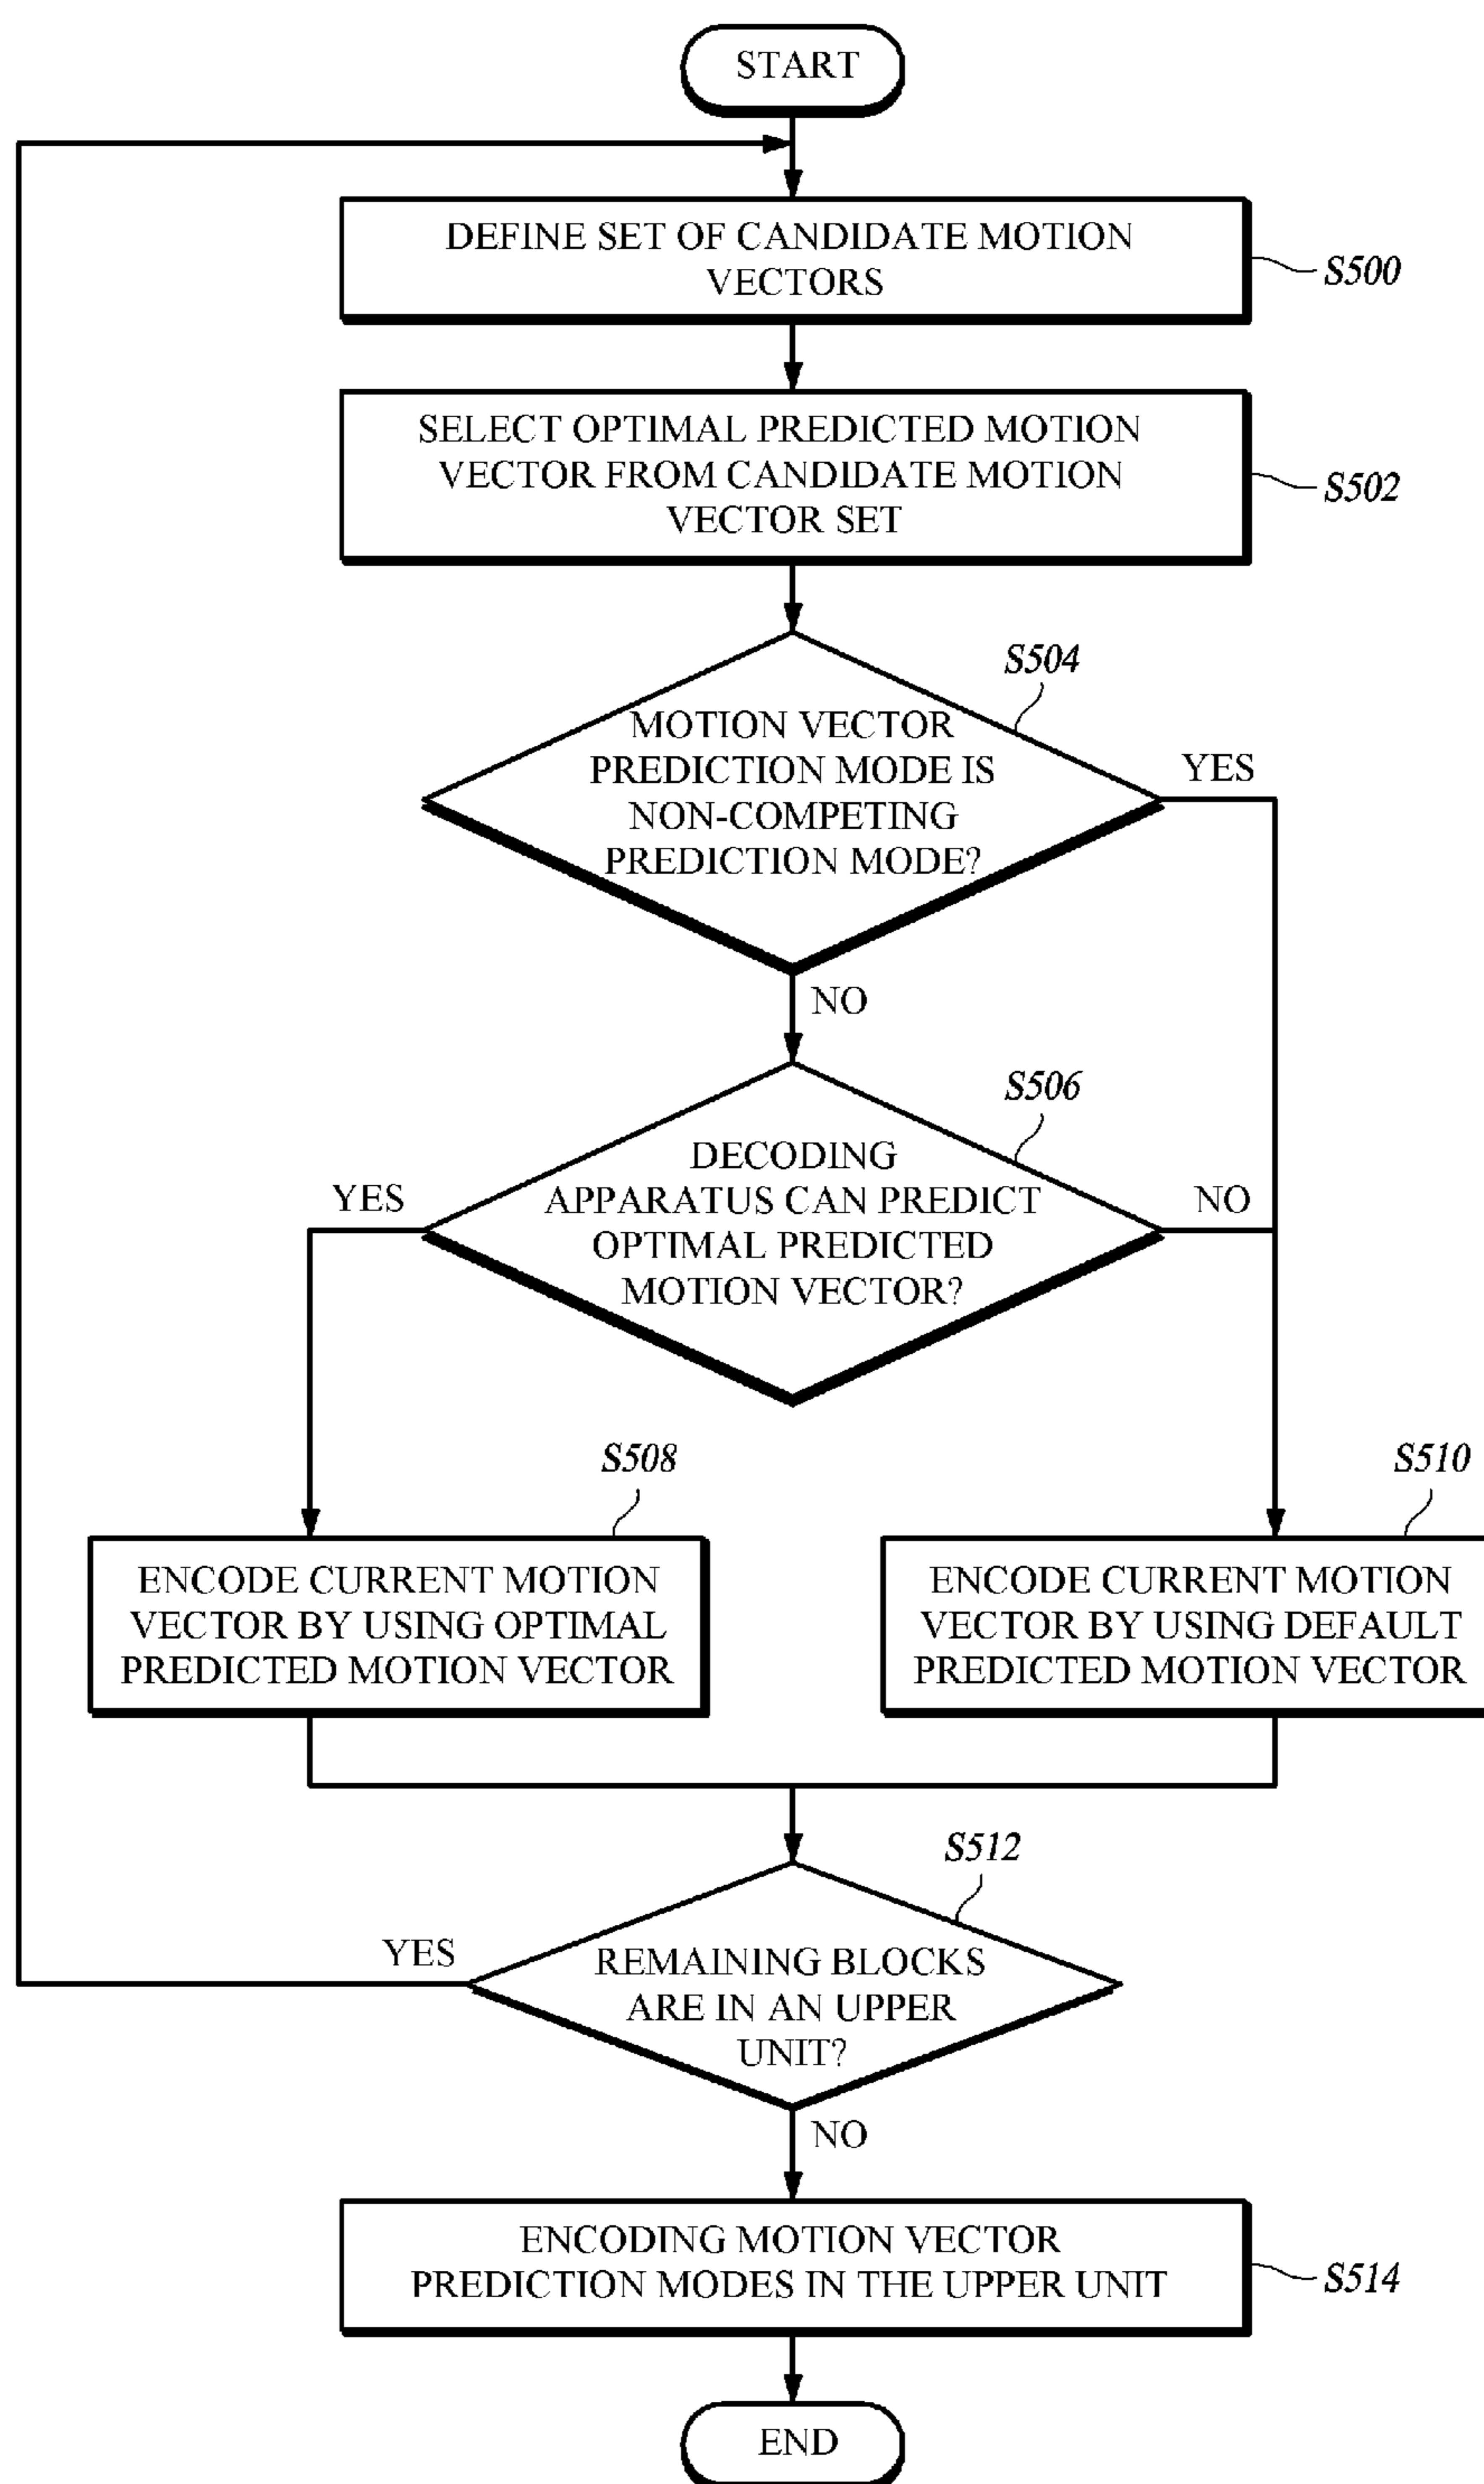 START
DEFINE SET OF CANDIDATE MOTION
VECTORS
S500
SELECT OPTIMAL PREDICTED MOTION
VECTOR FROM CANDIDATE MOTION
VECTOR SET
S502
S504
MOTION VECTOR
PREDICTION MODE IS
NON-COMPETING
PREDICTION MODE?
YES
NO
S506
DECODING
APPARATUS CAN PREDICT
OPTIMAL PREDICTED
MOTION VECTOR?
YES
NO
S508
ENCODE CURRENT MOTION
VECTOR BY USING OPTIMAL
PREDICTED MOTION VECTOR
S510
ENCODE CURRENT MOTION
VECTOR BY USING DEFAULT
PREDICTED MOTION VECTOR
S512
REMAINING BLOCKS
ARE IN AN UPPER
UNIT?
YES
NO
ENCODING MOTION VECTOR
PREDICTION MODES IN THE UPPER UNIT
S514
END